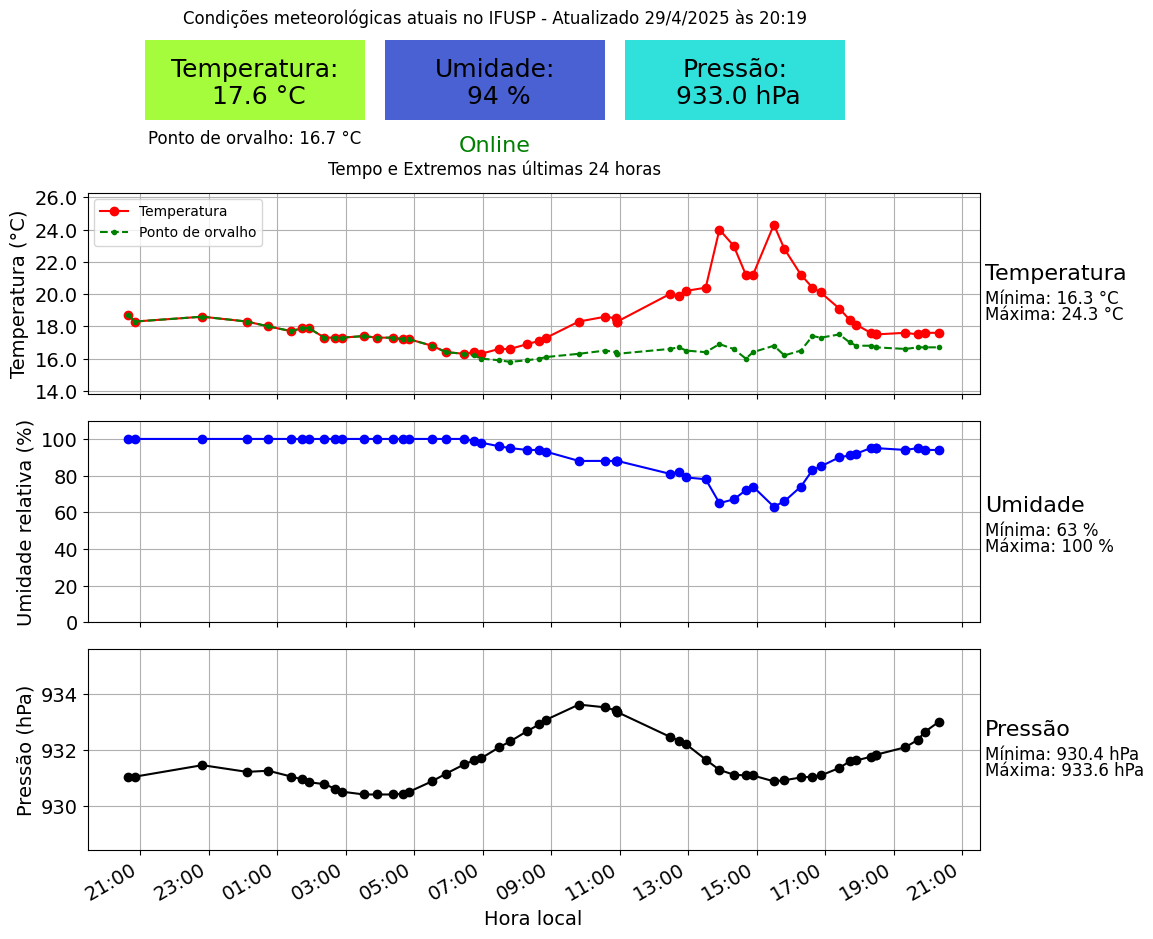 Condições meteorológicas atuais no IFUSP - Atualizado 29/4/2025 às 20:19
Temperatura:
17.6 °C
Umidade:
94 %
Pressão:
933.0 hPa
Ponto de orvalho: 16.7 °C
Online
Tempo e Extremos nas últimas 24 horas
Temperatura (°C)
26.0
24.0
22.0
20.0
18.0
16.0
14.0
Temperatura
Ponto de orvalho
Temperatura
Mínima: 16.3 °C
Máxima: 24.3 °C
Umidade relativa (%)
100
80
60
40
20
0
Umidade
Mínima: 63 %
Máxima: 100 %
Pressão (hPa)
934
932
930
Pressão
Mínima: 930.4 hPa
Máxima: 933.6 hPa
21:00 23:00 01:00 03:00 05:00 07:00 09:00 11:00 13:00 15:00 17:00 19:00 21:00
Hora local